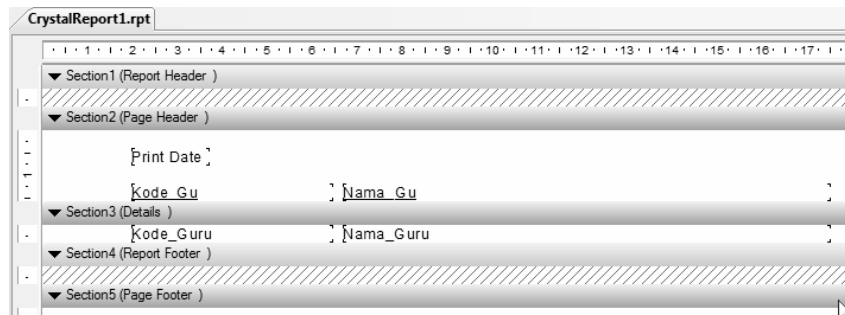 CrystalReport1.rpt
1 2 3 4 5 6 7 8 9 10 11 12 13 14 15 16 17
Section1 (Report Header )
Section2 (Page Header )
Print Date
Kode_Gu Nama_Gu
Section3 (Details )
Kode_Guru Nama_Guru
Section4 (Report Footer )
Section5 (Page Footer )